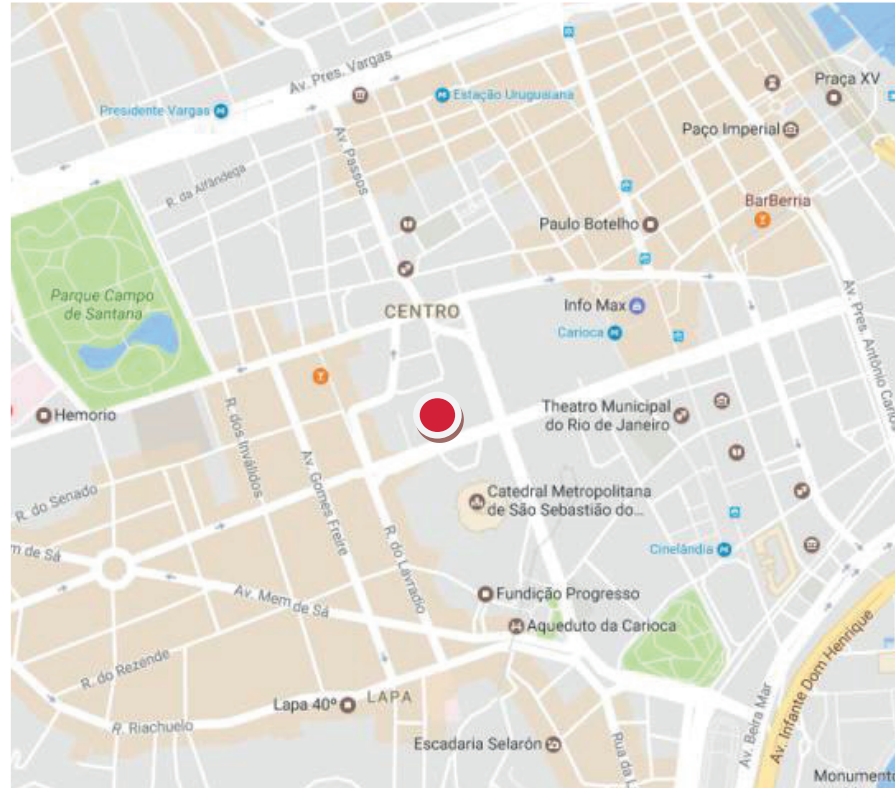 Av. Pres. Vargas
Praça XV
Estação Uruguaiana
Presidente Vargas
Paço Imperial
Av. Passos
R. da Alfândega
BarBerria
Paulo Botelho
Parque Campo
de Santana
CENTRO
Info Max
Carioca
Av. Pres. Antônio Carlos
Hemorio
Theatro Municipal
do Rio de Janeiro
R. dos Inválidos
Av. Gomes Freire
R. do Senado
Catedral Metropolitana
de São Sebastião do...
Cinelândia
m de Sá
R. do Lavradio
Av. Mem de Sá
Fundição Progresso
Aqueduto da Carioca
R. do Rezende
Av. Infante Dom Henrique
Av. Beira Mar
Lapa 40º
LAPA
R. Riachuelo
Escadaria Selarón
Rua da L
Monumento